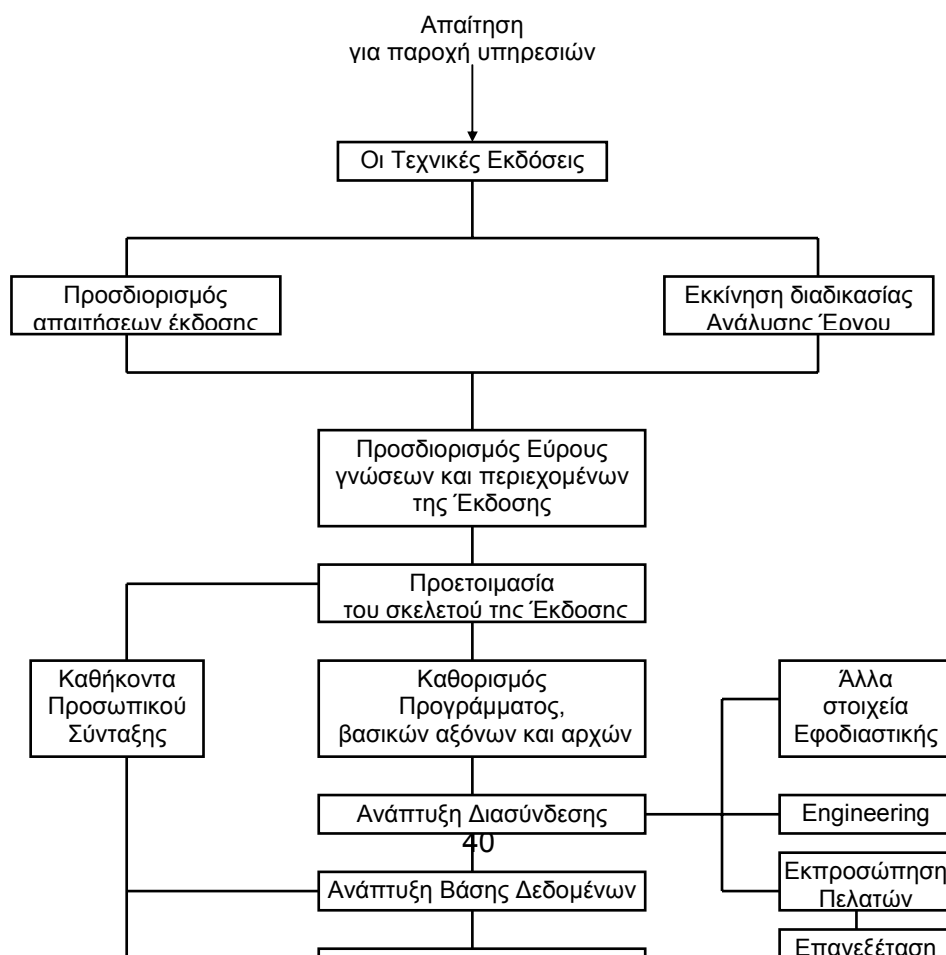 Απαίτηση
για παροχή υπηρεσιών
Οι Τεχνικές Εκδόσεις
Προσδιορισμός
απαιτήσεων έκδοσης
Εκκίνηση διαδικασίας
Ανάλυσης Έργου
Προσδιορισμός Εύρους
γνώσεων και περιεχομένων
της Έκδοσης
Προετοιμασία
του σκελετού της Έκδοσης
Καθήκοντα
Προσωπικού
Σύνταξης
Καθορισμός
Προγράμματος,
βασικών αξόνων και αρχών
Άλλα
στοιχεία
Εφοδιαστικής
Ανάπτυξη Διασύνδεσης
Engineering
40
Ανάπτυξη Βάσης Δεδομένων
Εκπροσώπηση
Πελατών
Επανεξέταση